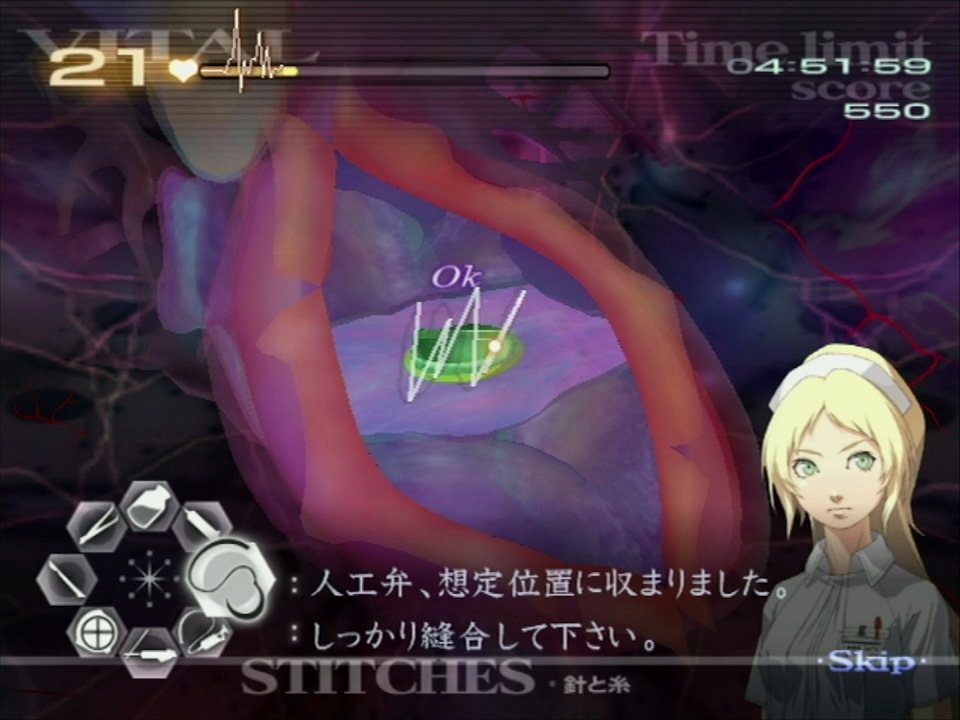 VITAL
21
Time limit
04:51:59
score
550
Ok
：人工弁、想定位置に収まりました。
：しっかり縫合して下さい。
・Skip・
STITCHES・針と糸